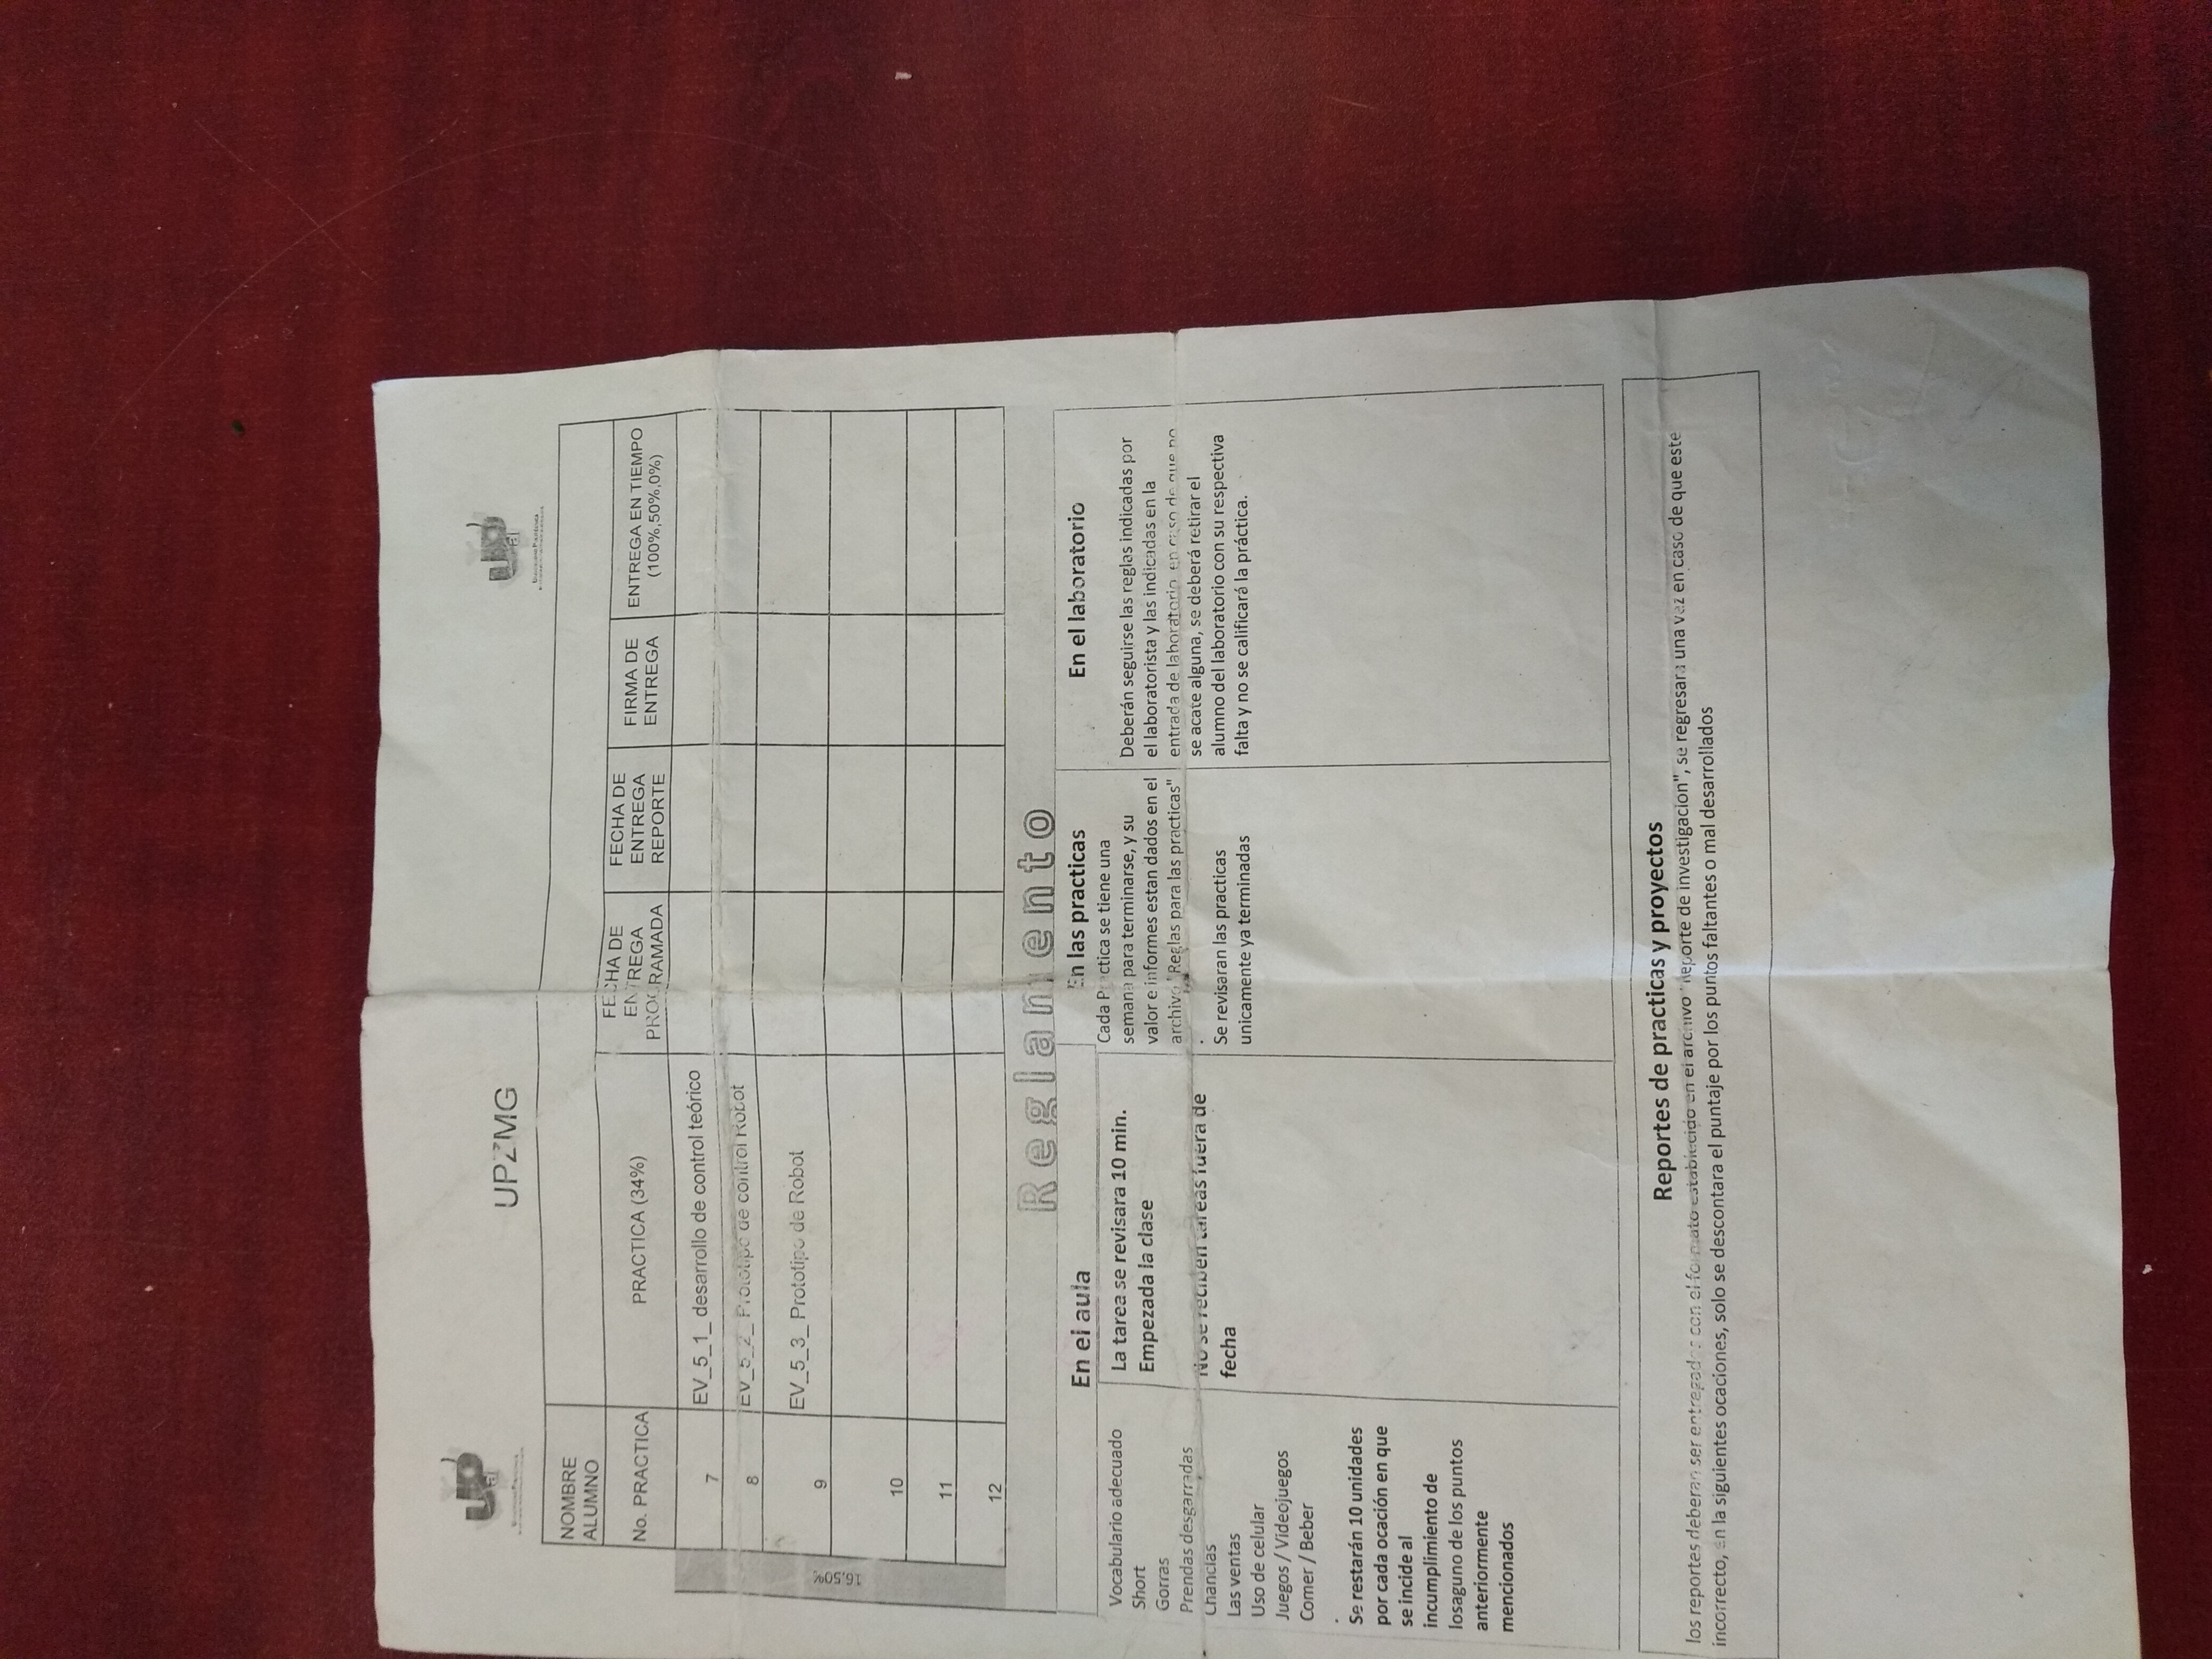 UPZMG
NOMBRE
ALUMNO
No. PRACTICA
PRACTICA (34%)
FECHA DE
ENTREGA
PROGRAMADA
FECHA DE
ENTREGA
REPORTE
FIRMA DE
ENTREGA
ENTREGA EN TIEMPO
(100%,50%,0%)
16.50%
7 EV_5_1_ desarrollo de control teórico
8 EV_5_2_ Prototipo de control Robot
9 EV_5_3_ Prototipo de Robot
10
11
12
Reglamento
En el aula
Vocabulario adecuado
Short
Gorras
Prendas desgarradas
Chanclas
Las ventas
Uso de celular
Juegos / Videojuegos
Comer / Beber
.
Se restarán 10 unidades
por cada ocación en que
se incide al
incumplimiento de
losaguno de los puntos
anteriormente
mencionados
La tarea se revisara 10 min.
Empezada la clase
No se reciben tareas fuera de
fecha
En las practicas
Cada Practica se tiene una
semana para terminarse, y su
valor e informes estan dados en el
archivo "Reglas para las practicas"
.
Se revisaran las practicas
unicamente ya terminadas
En el laboratorio
Deberán seguirse las reglas indicadas por
el laboratorista y las indicadas en la
entrada de laboratorio, en caso de que no
se acate alguna, se deberá retirar el
alumno del laboratorio con su respectiva
falta y no se calificará la práctica.
Reportes de practicas y proyectos
los reportes deberan ser entregados con el formato establecido en el archivo "Reporte de investigacion", se regresara una vez en caso de que este
incorrecto, en la siguientes ocaciones, solo se descontara el puntaje por los puntos faltantes o mal desarrollados